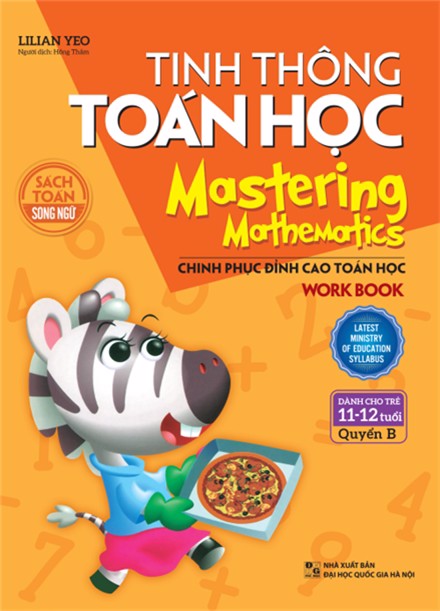 LILIAN YEO
Người dịch: Hồng Thắm
TINH THÔNG
TOÁN HỌC
Mastering
Mathematics
SÁCH TOÁN
SONG NGỮ
CHINH PHỤC ĐỈNH CAO TOÁN HỌC
WORK BOOK
LATEST
MINISTRY
OF EDUCATION
SYLLABUS
DÀNH CHO TRẺ
11-12 tuổi
Quyển B
NHÀ XUẤT BẢN
ĐẠI HỌC QUỐC GIA HÀ NỘI